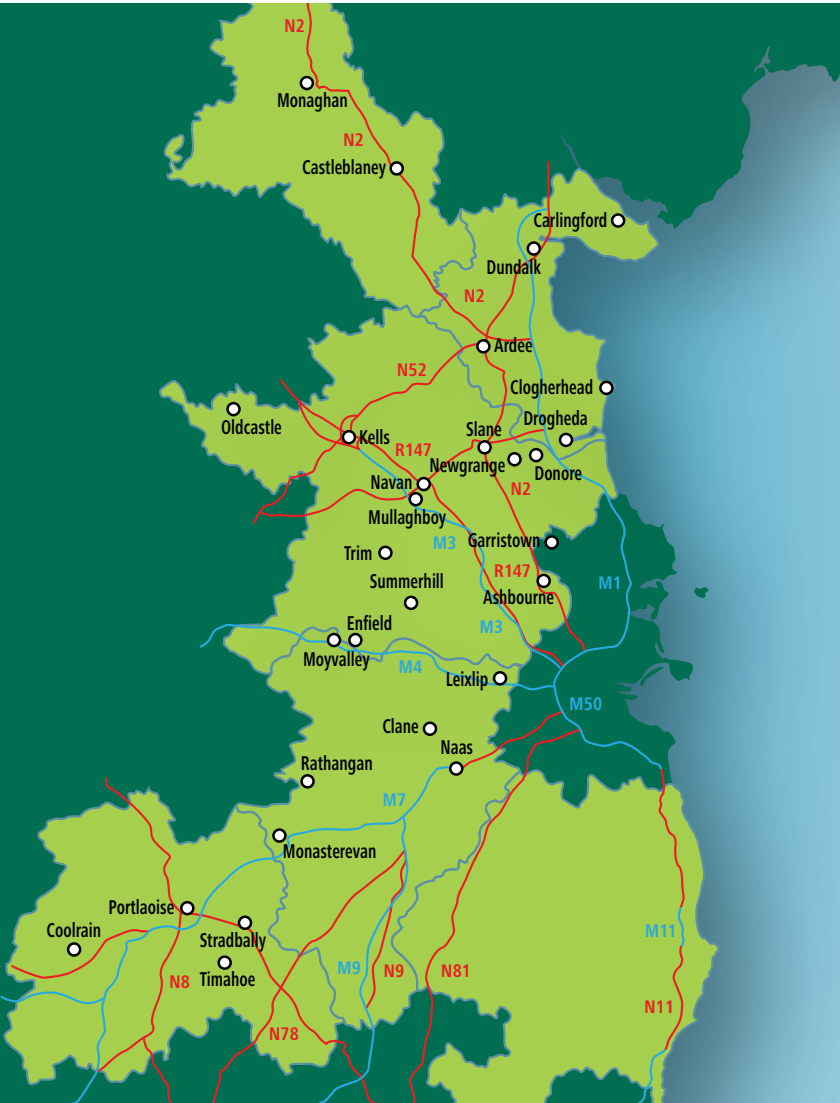 N2
Monaghan
N2
Castleblaney
Carlingford
Dundalk
N2
Ardee
N52
Clogherhead
Oldcastle
Drogheda
Slane
Kells
R147
Newgrange
Donore
Navan
N2
Mullaghboy
M3
Garristown
Trim
R147
Summerhill
M1
Ashbourne
Enfield
M3
Moyvalley
M4
Leixlip
M50
Clane
Naas
Rathangan
M7
Monasterevan
Portlaoise
Coolrain
Stradbally
M11
Timahoe
N8
M9
N9
N81
N11
N78